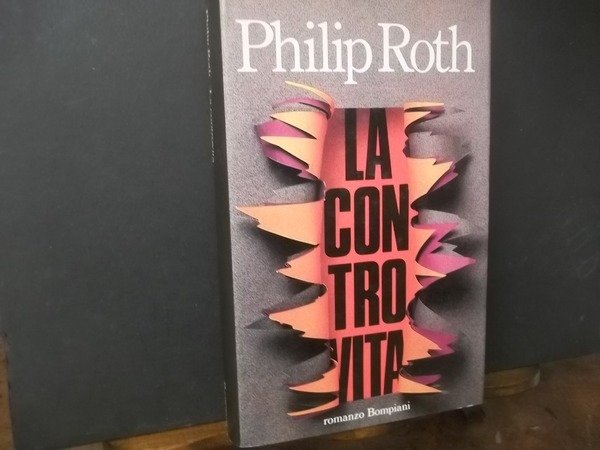 Philip Roth
LA
CON
TRO
VITA
romanzo Bompiani